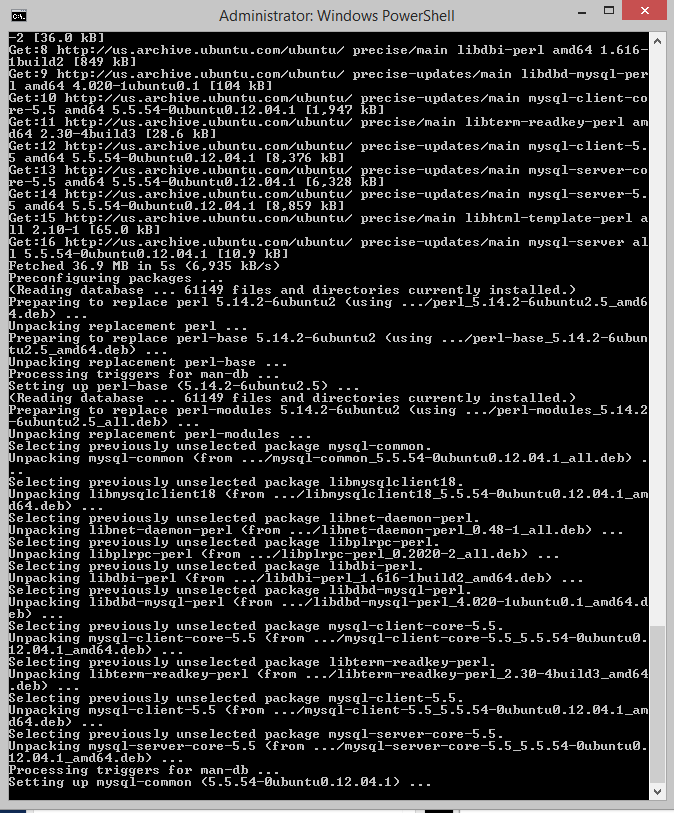 Administrator: Windows PowerShell
-2 [36.0 kB]
Get:8 http://us.archive.ubuntu.com/ubuntu/ precise/main libdbi-perl amd64 1.616-
1build2 [849 kB]
Get:9 http://us.archive.ubuntu.com/ubuntu/ precise-updates/main libdbd-mysql-per
l amd64 4.020-1ubuntu0.1 [104 kB]
Get:10 http://us.archive.ubuntu.com/ubuntu/ precise-updates/main mysql-client-co
re-5.5 amd64 5.5.54-0ubuntu0.12.04.1 [1,947 kB]
Get:11 http://us.archive.ubuntu.com/ubuntu/ precise/main libterm-readkey-perl am
d64 2.30-4build3 [28.6 kB]
Get:12 http://us.archive.ubuntu.com/ubuntu/ precise-updates/main mysql-client-5.
5 amd64 5.5.54-0ubuntu0.12.04.1 [8,376 kB]
Get:13 http://us.archive.ubuntu.com/ubuntu/ precise-updates/main mysql-server-co
re-5.5 amd64 5.5.54-0ubuntu0.12.04.1 [6,328 kB]
Get:14 http://us.archive.ubuntu.com/ubuntu/ precise-updates/main mysql-server-5.
5 amd64 5.5.54-0ubuntu0.12.04.1 [8,859 kB]
Get:15 http://us.archive.ubuntu.com/ubuntu/ precise/main libhtml-template-perl a
ll 2.10-1 [65.0 kB]
Get:16 http://us.archive.ubuntu.com/ubuntu/ precise-updates/main mysql-server al
l 5.5.54-0ubuntu0.12.04.1 [10.9 kB]
Fetched 36.9 MB in 5s (6,935 kB/s)
Preconfiguring packages ...
(Reading database ... 61149 files and directories currently installed.)
Preparing to replace perl 5.14.2-6ubuntu2 (using .../perl_5.14.2-6ubuntu2.5_amd6
4.deb) ...
Unpacking replacement perl ...
Preparing to replace perl-base 5.14.2-6ubuntu2 (using .../perl-base_5.14.2-6ubun
tu2.5_amd64.deb) ...
Unpacking replacement perl-base ...
Processing triggers for man-db ...
Setting up perl-base (5.14.2-6ubuntu2.5) ...
(Reading database ... 61149 files and directories currently installed.)
Preparing to replace perl-modules 5.14.2-6ubuntu2 (using .../perl-modules_5.14.2
-6ubuntu2.5_all.deb) ...
Unpacking replacement perl-modules ...
Selecting previously unselected package mysql-common.
Unpacking mysql-common (from .../mysql-common_5.5.54-0ubuntu0.12.04.1_all.deb) .
..
Selecting previously unselected package libmysqlclient18.
Unpacking libmysqlclient18 (from .../libmysqlclient18_5.5.54-0ubuntu0.12.04.1_am
d64.deb) ...
Selecting previously unselected package libnet-daemon-perl.
Unpacking libnet-daemon-perl (from .../libnet-daemon-perl_0.48-1_all.deb) ...
Selecting previously unselected package libplrpc-perl.
Unpacking libplrpc-perl (from .../libplrpc-perl_0.2020-2_all.deb) ...
Selecting previously unselected package libdbi-perl.
Unpacking libdbi-perl (from .../libdbi-perl_1.616-1build2_amd64.deb) ...
Selecting previously unselected package libdbd-mysql-perl.
Unpacking libdbd-mysql-perl (from .../libdbd-mysql-perl_4.020-1ubuntu0.1_amd64.d
eb) ...
Selecting previously unselected package mysql-client-core-5.5.
Unpacking mysql-client-core-5.5 (from .../mysql-client-core-5.5_5.5.54-0ubuntu0.
12.04.1_amd64.deb) ...
Selecting previously unselected package libterm-readkey-perl.
Unpacking libterm-readkey-perl (from .../libterm-readkey-perl_2.30-4build3_amd64
.deb) ...
Selecting previously unselected package mysql-client-5.5.
Unpacking mysql-client-5.5 (from .../mysql-client-5.5_5.5.54-0ubuntu0.12.04.1_am
d64.deb) ...
Selecting previously unselected package mysql-server-core-5.5.
Unpacking mysql-server-core-5.5 (from .../mysql-server-core-5.5_5.5.54-0ubuntu0.
12.04.1_amd64.deb) ...
Processing triggers for man-db ...
Setting up mysql-common (5.5.54-0ubuntu0.12.04.1) ...